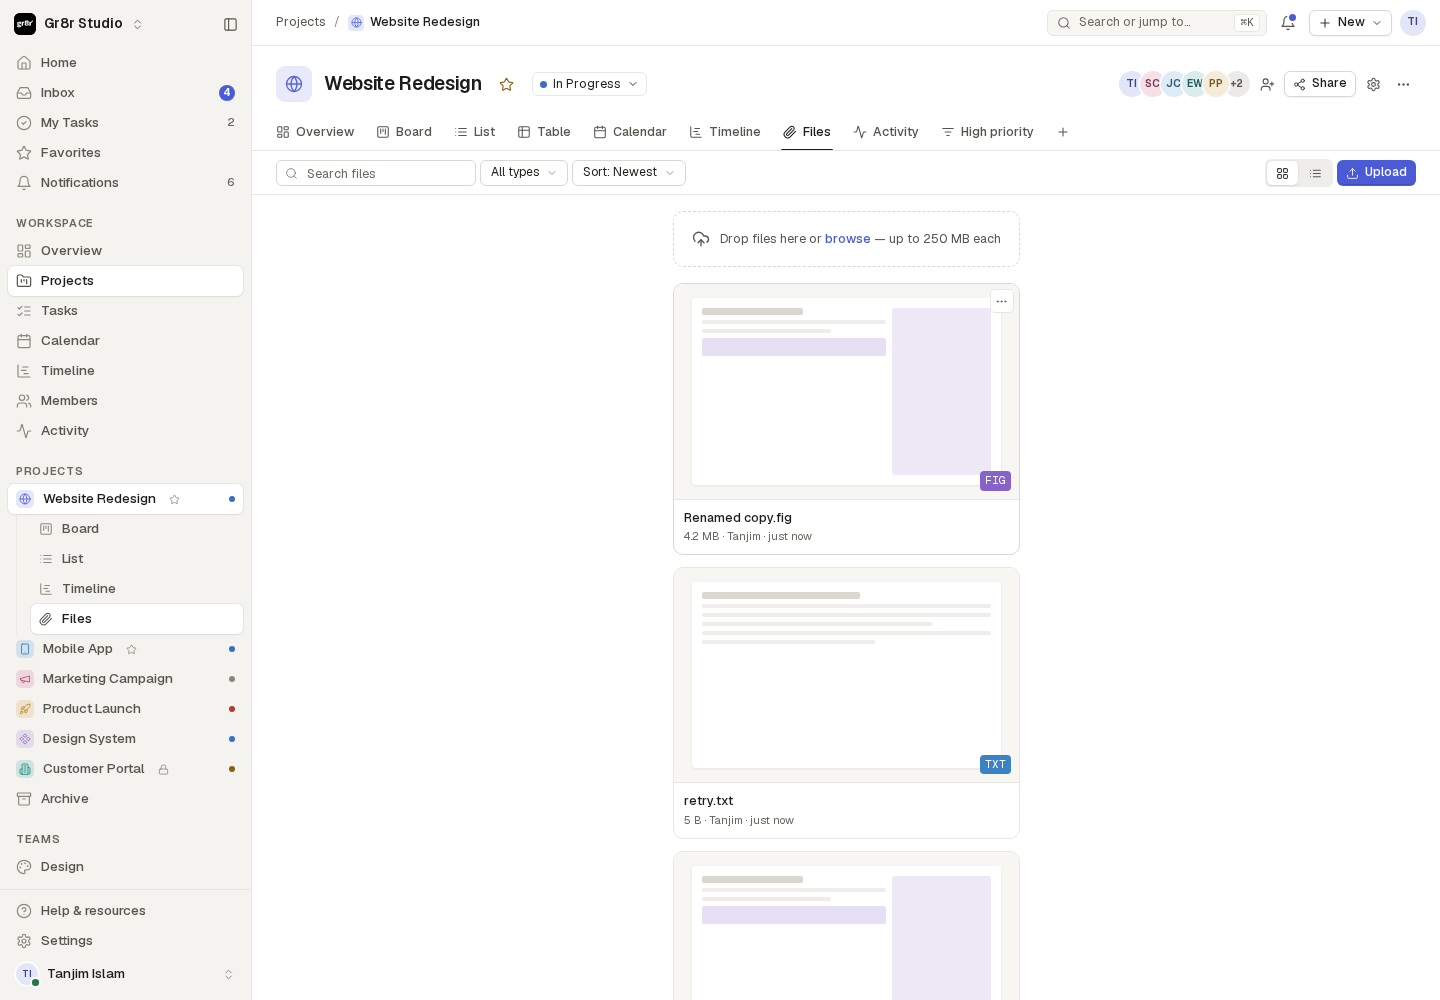 gr8r
Gr8r Studio
Home
Inbox 4
My Tasks 2
Favorites
Notifications 6
WORKSPACE
Overview
Projects
Tasks
Calendar
Timeline
Members
Activity
PROJECTS
Website Redesign
Board
List
Timeline
Files
Mobile App
Marketing Campaign
Product Launch
Design System
Customer Portal
Archive
TEAMS
Design
Help & resources
Settings
TI Tanjim Islam
Projects / Website Redesign
Search or jump to… ⌘K
New
TI
Website Redesign
In Progress
TI SC JC EW PP +2
Share
Overview Board List Table Calendar Timeline Files Activity High priority
Search files
All types
Sort: Newest
Upload
Drop files here or browse — up to 250 MB each
FIG
Renamed copy.fig
4.2 MB · Tanjim · just now
TXT
retry.txt
5 B · Tanjim · just now